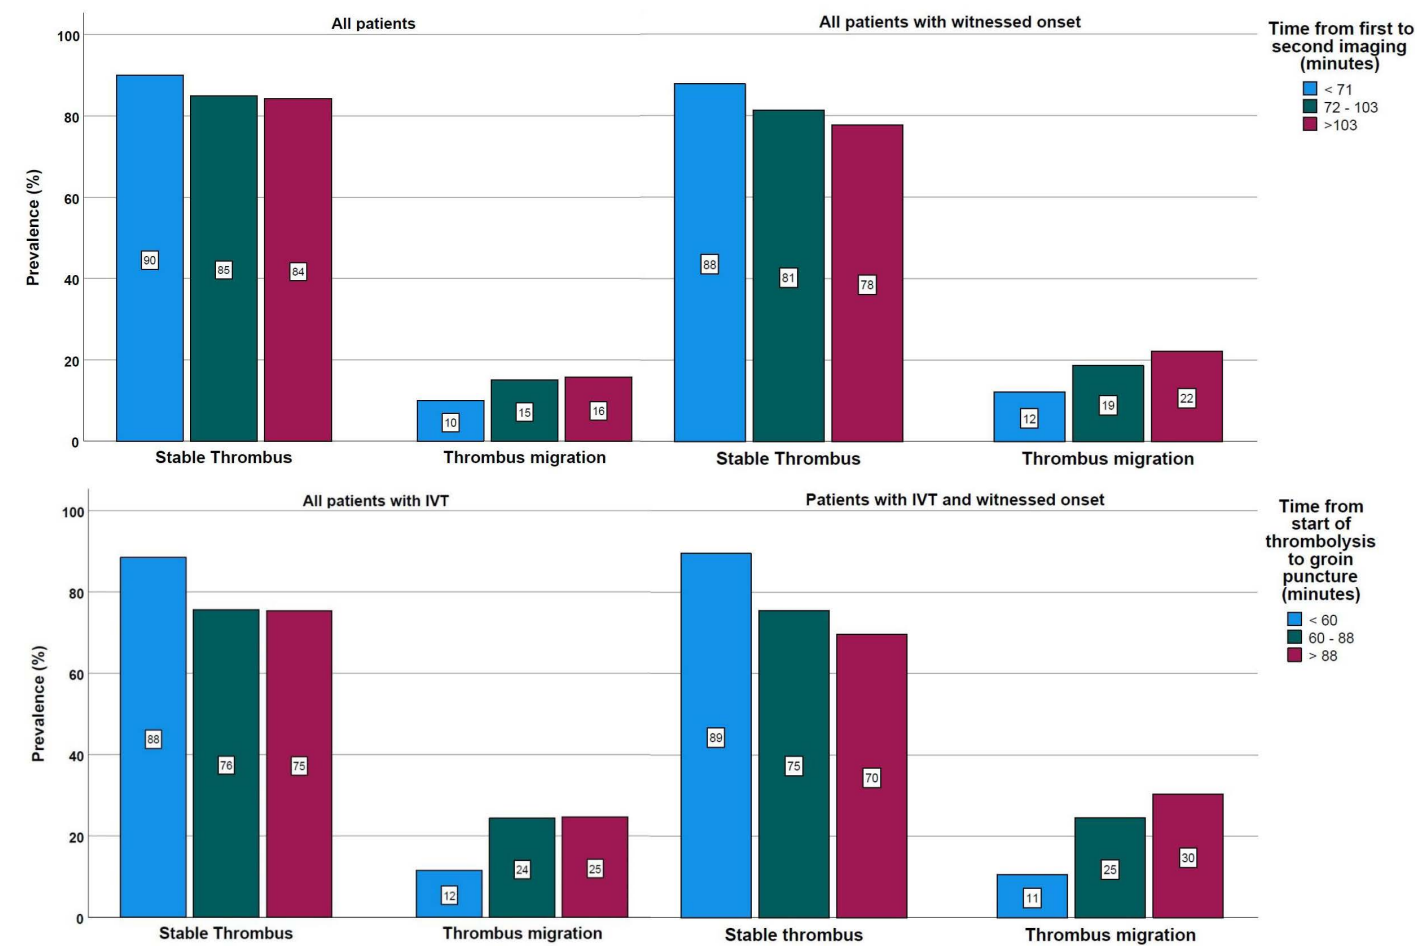 All patients
All patients with witnessed onset
Time from first to
second imaging
(minutes)
< 71
72 - 103
>103
Prevalence (%)
100
80
60
40
20
0
90
85
84
10
15
16
88
81
78
12
19
22
Stable Thrombus
Thrombus migration
Stable Thrombus
Thrombus migration
All patients with IVT
Patients with IVT and witnessed onset
Time from
start of
thrombolysis
to groin
puncture
(minutes)
< 60
60 - 88
> 88
Prevalence (%)
100
80
60
40
20
0
88
76
75
12
24
25
89
75
70
11
25
30
Stable Thrombus
Thrombus migration
Stable thrombus
Thrombus migration